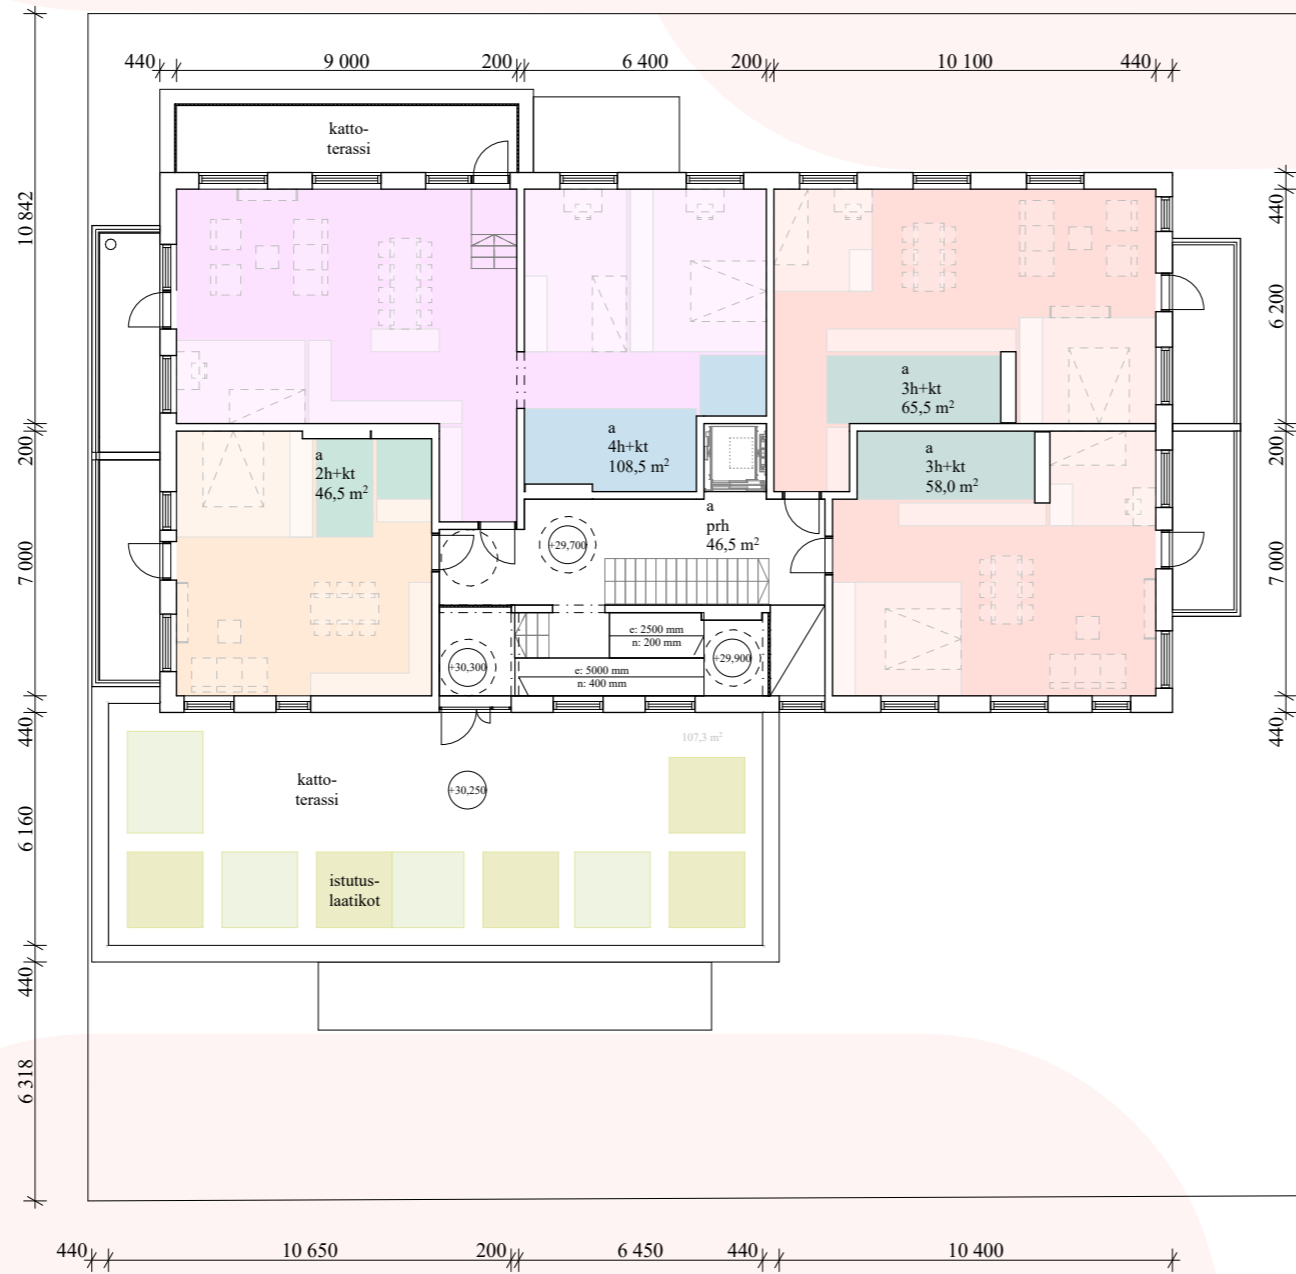 440
9 000
200
6 400
200
10 100
440
katto-
terassi
10 842
200
7 000
440
6 160
440
6 318
440
6 200
200
7 000
440
a
3h+kt
65,5 m²
a
4h+kt
108,5 m²
a
2h+kt
46,5 m²
a
3h+kt
58,0 m²
a
prh
46,5 m²
+29,700
e: 2500 mm
n: 200 mm
+30,300
+29,900
e: 5000 mm
n: 400 mm
107,3 m²
katto-
terassi
+30,250
istutus-
laatikot
440
10 650
200
6 450
440
10 400